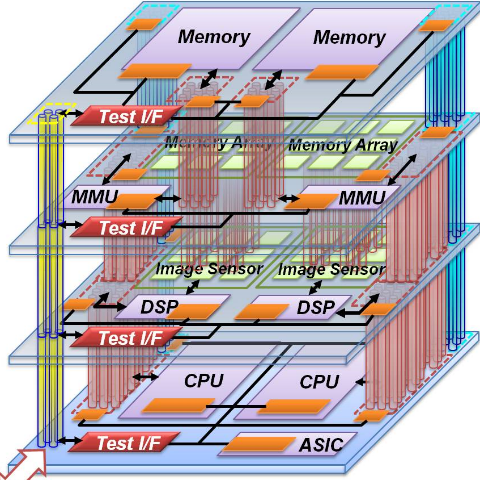 Memory
Memory
Test I/F
Memory Array
Memory Array
MMU
MMU
Test I/F
Image Sensor
Image Sensor
DSP
DSP
Test I/F
CPU
CPU
Test I/F
ASIC